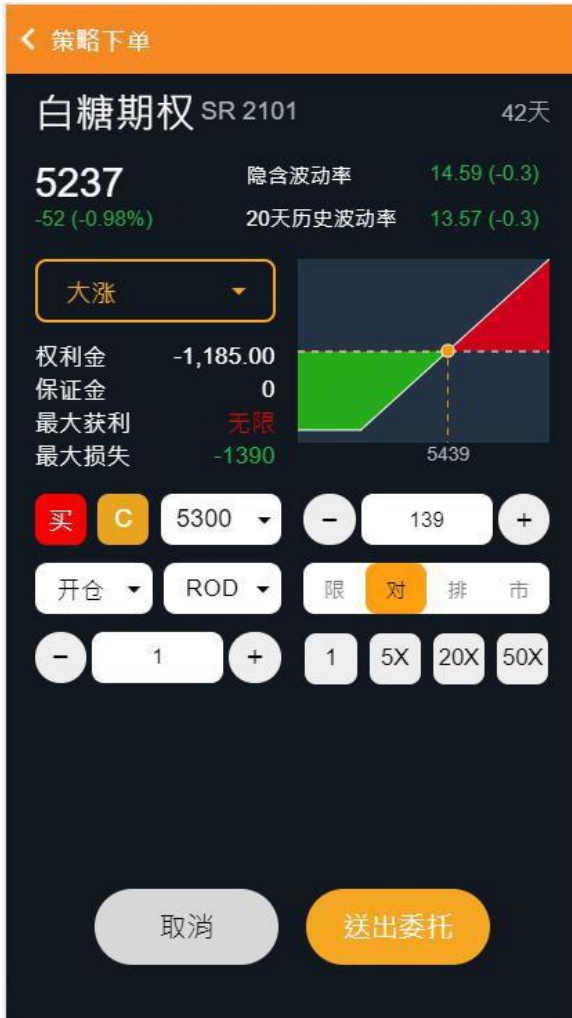 策略下单
白糖期权 SR 2101 42天
5237 隐含波动率 14.59 (-0.3)
-52 (-0.98%) 20天历史波动率 13.57 (-0.3)
大涨
权利金 -1,185.00
保证金 0
最大获利 无限
最大损失 -1390
5439
买 C 5300 − 139 +
开仓 ROD 限 对 排 市
− 1 + 1 5X 20X 50X
取消 送出委托